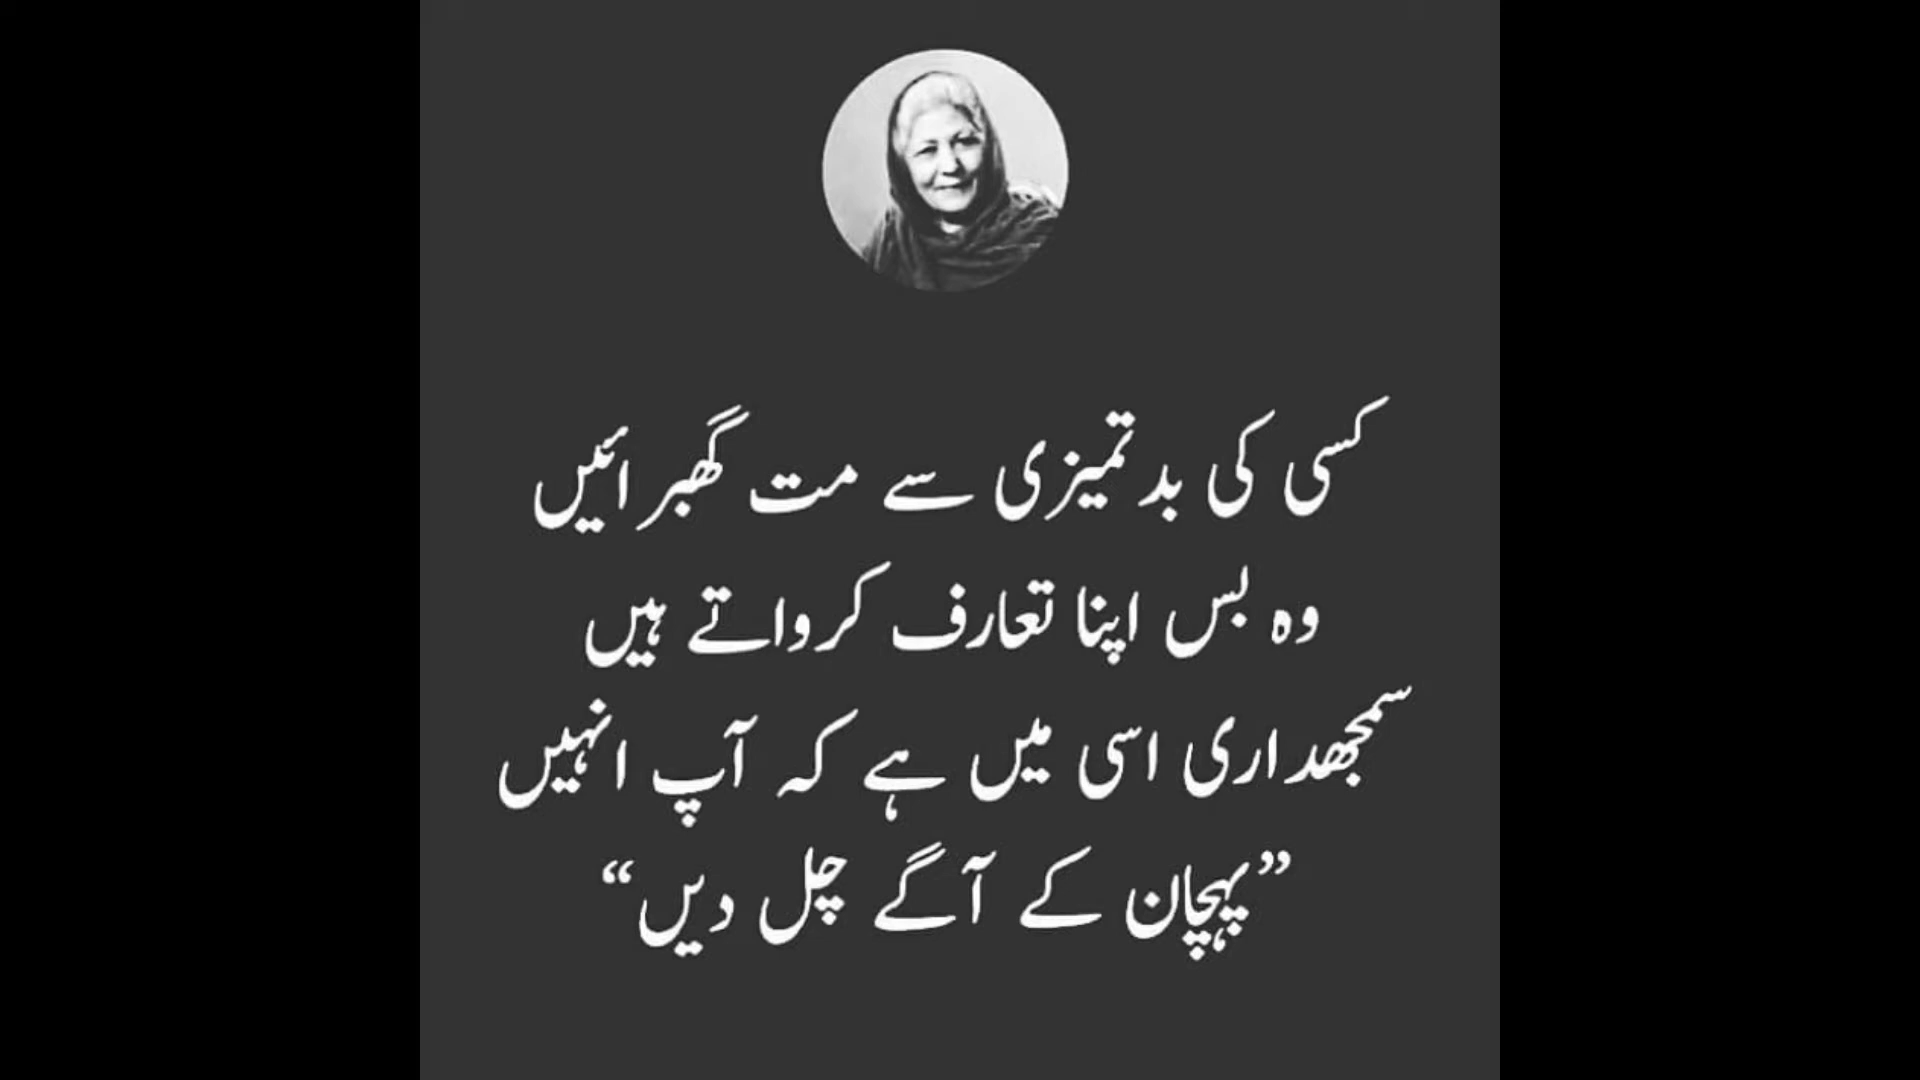 کسی کی بدتمیزی سے مت گھبرائیں
وہ بس اپنا تعارف کرواتے ہیں
سمجھداری اسی میں ہے کہ آپ انہیں
”پہچان کے آگے چل دیں“